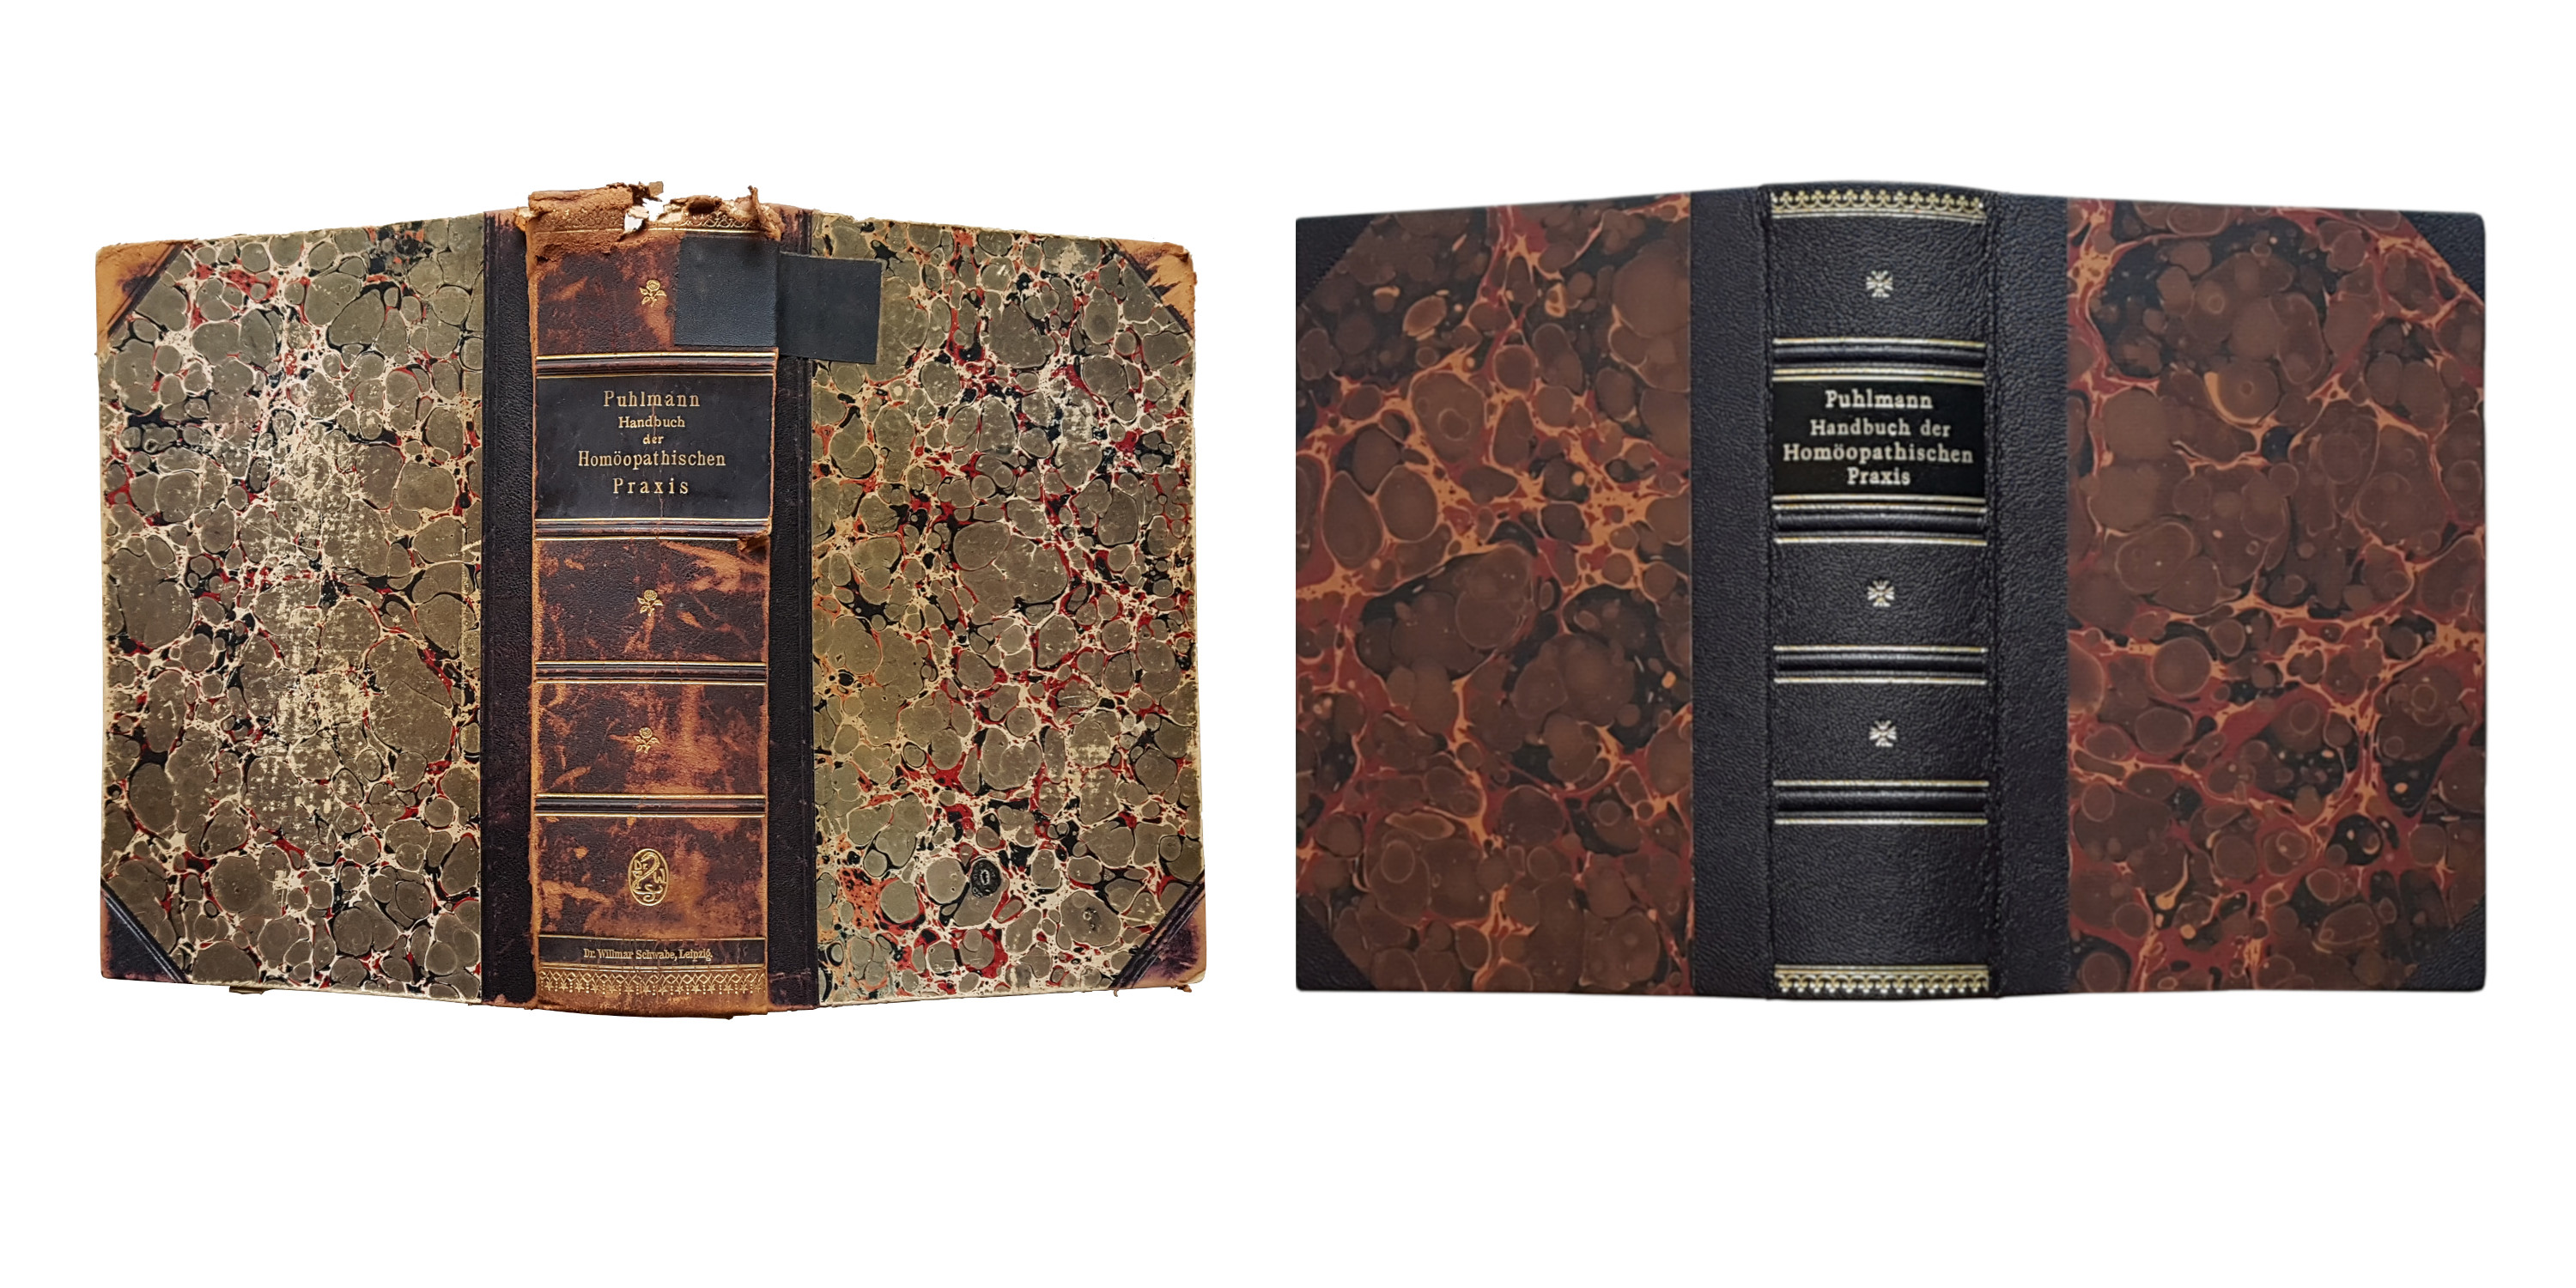 Puhlmann
Handbuch
der
Homöopathischen
Praxis
Dr. Willmar Schwabe, Leipzig.
Puhlmann
Handbuch der
Homöopathischen
Praxis